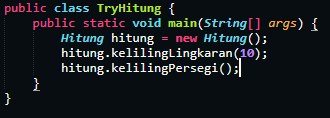 public class TryHitung {
    public static void main(String[] args) {
        Hitung hitung = new Hitung();
        hitung.kelilingLingkaran(10);
        hitung.kelilingPersegi();
    }
}